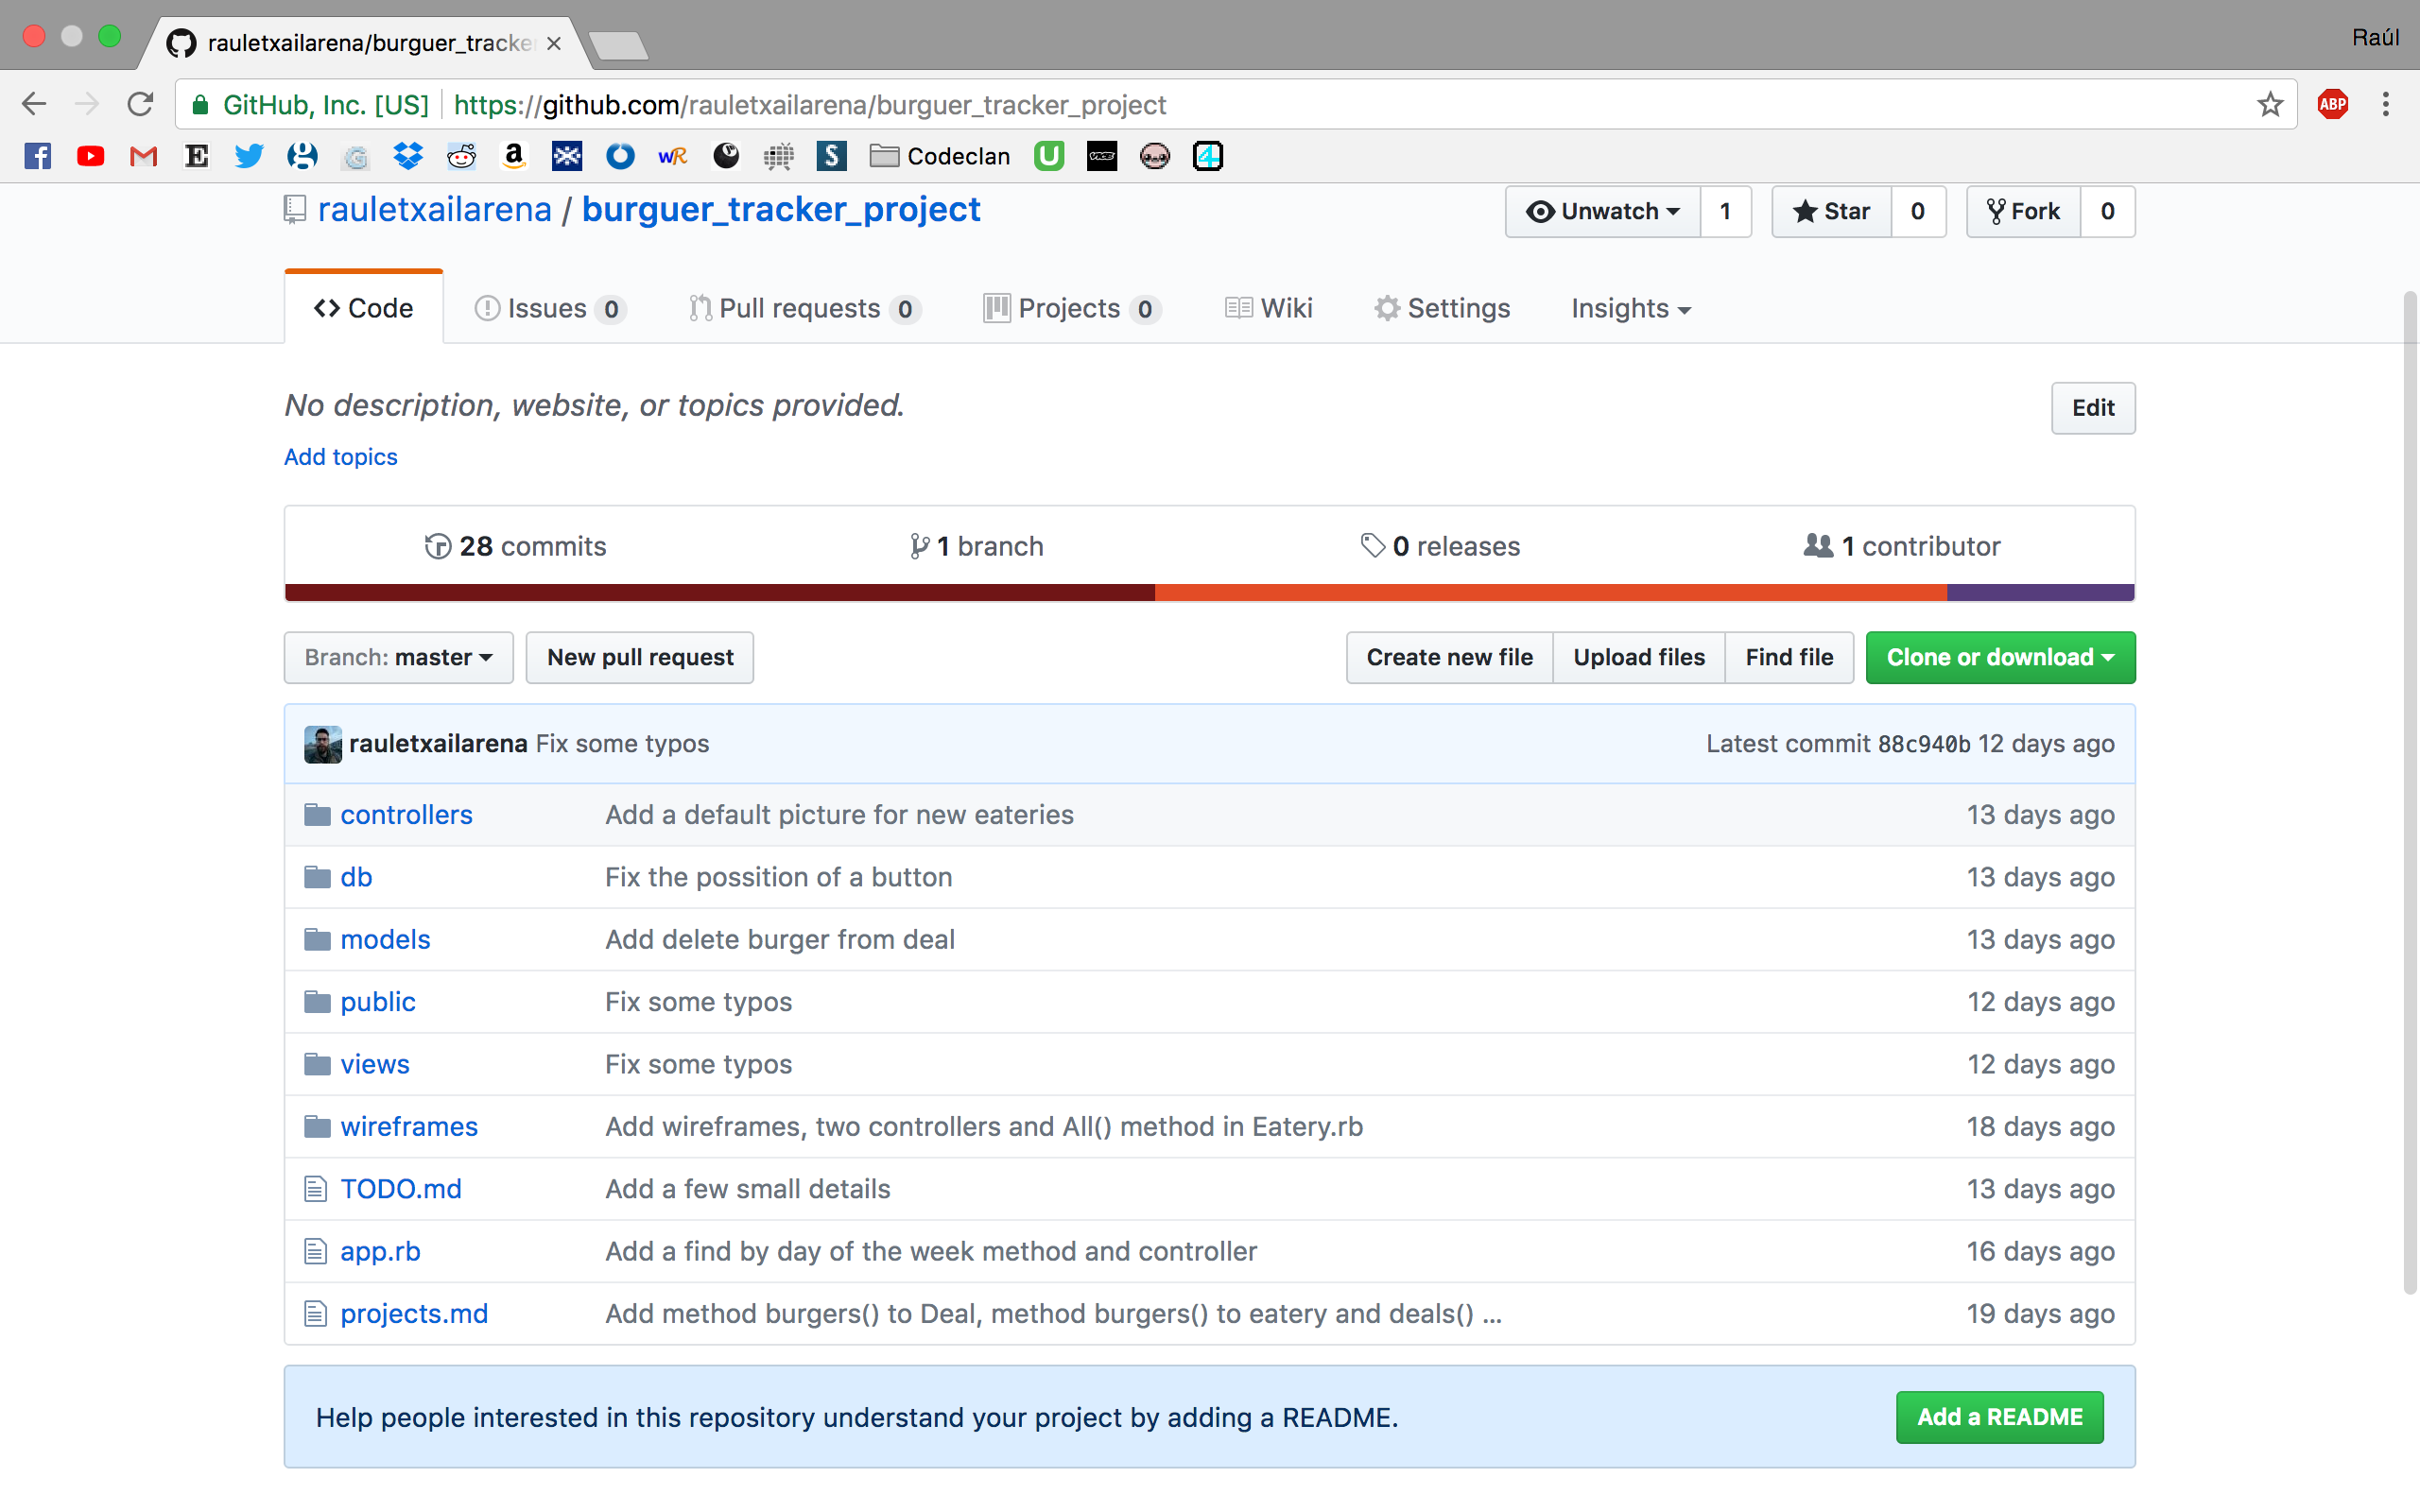 rauletxailarena/burguer_tracke
Raúl
GitHub, Inc. [US] https://github.com/rauletxailarena/burguer_tracker_project
ABP
Codeclan
rauletxailarena / burguer_tracker_project
Unwatch 1 Star 0 Fork 0
Code Issues 0 Pull requests 0 Projects 0 Wiki Settings Insights
No description, website, or topics provided.
Edit
Add topics
28 commits 1 branch 0 releases 1 contributor
Branch: master New pull request Create new file Upload files Find file Clone or download
rauletxailarena Fix some typos Latest commit 88c940b 12 days ago
controllers Add a default picture for new eateries 13 days ago
db Fix the possition of a button 13 days ago
models Add delete burger from deal 13 days ago
public Fix some typos 12 days ago
views Fix some typos 12 days ago
wireframes Add wireframes, two controllers and All() method in Eatery.rb 18 days ago
TODO.md Add a few small details 13 days ago
app.rb Add a find by day of the week method and controller 16 days ago
projects.md Add method burgers() to Deal, method burgers() to eatery and deals() ... 19 days ago
Help people interested in this repository understand your project by adding a README. Add a README